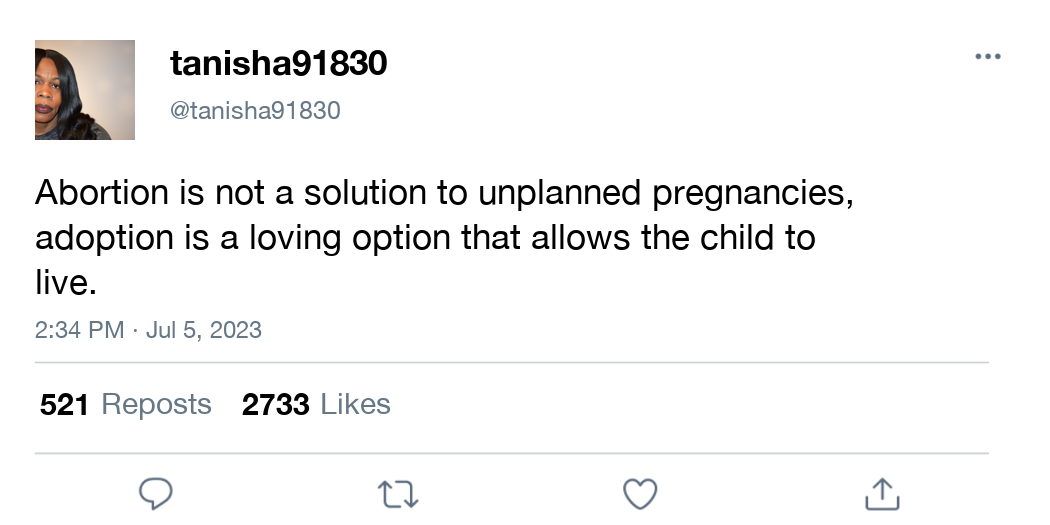 tanisha91830
@tanisha91830
Abortion is not a solution to unplanned pregnancies,
adoption is a loving option that allows the child to
live.
2:34 PM · Jul 5, 2023
521 Reposts 2733 Likes